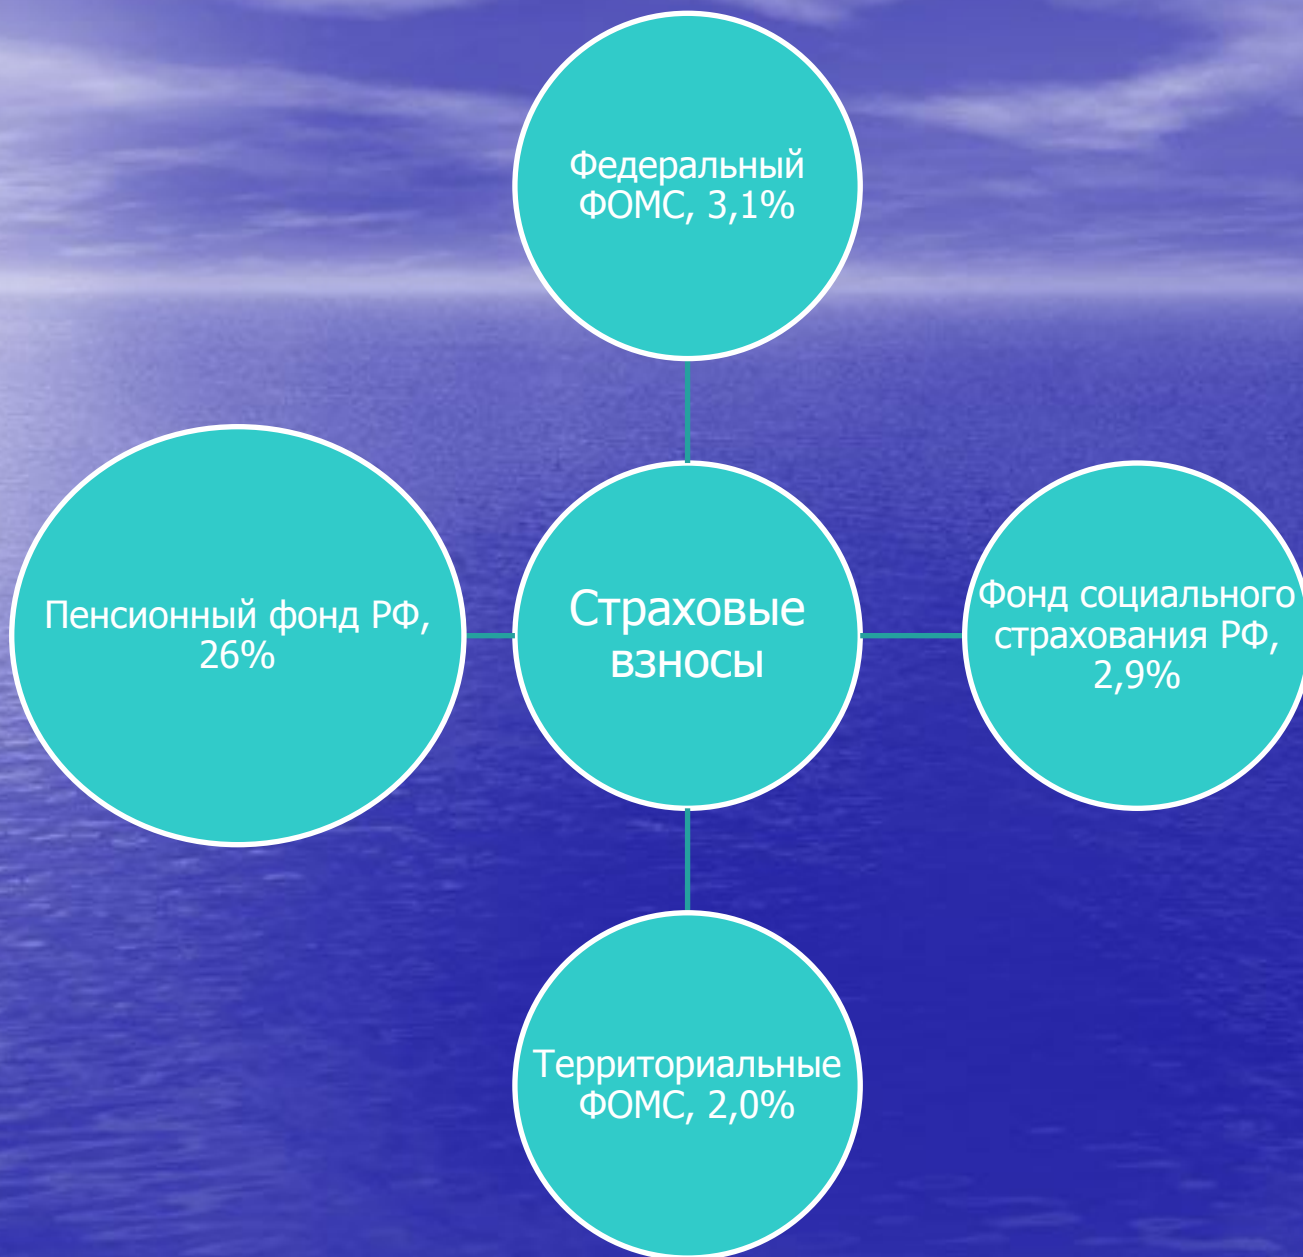 Федеральный
ФОМС, 3,1%
Пенсионный фонд РФ,
26%
Страховые
взносы
Фонд социального
страхования РФ,
2,9%
Территориальные
ФОМС, 2,0%